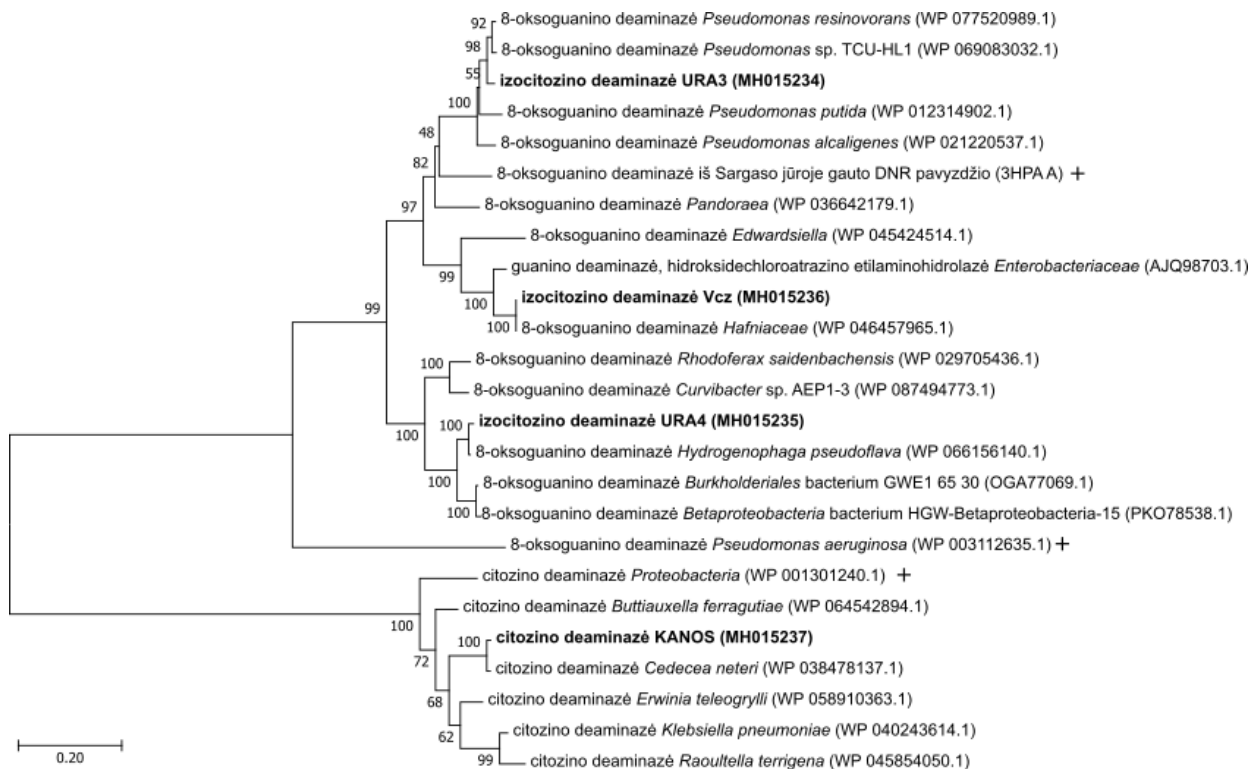 92
8-oksoguanino deaminazė Pseudomonas resinovorans (WP 077520989.1)
98
8-oksoguanino deaminazė Pseudomonas sp. TCU-HL1 (WP 069083032.1)
55
izocitozino deaminazė URA3 (MH015234)
100
8-oksoguanino deaminazė Pseudomonas putida (WP 012314902.1)
48
8-oksoguanino deaminazė Pseudomonas alcaligenes (WP 021220537.1)
82
8-oksoguanino deaminazė iš Sargaso jūroje gauto DNR pavyzdžio (3HPA A) +
97
8-oksoguanino deaminazė Pandoraea (WP 036642179.1)
8-oksoguanino deaminazė Edwardsiella (WP 045424514.1)
99
guanino deaminazė, hidroksidechloroatrazino etilaminohidrolazė Enterobacteriaceae (AJQ98703.1)
100
izocitozino deaminazė Vcz (MH015236)
99
100
8-oksoguanino deaminazė Hafniaceae (WP 046457965.1)
100
8-oksoguanino deaminazė Rhodoferax saidenbachensis (WP 029705436.1)
8-oksoguanino deaminazė Curvibacter sp. AEP1-3 (WP 087494773.1)
100
100
izocitozino deaminazė URA4 (MH015235)
8-oksoguanino deaminazė Hydrogenophaga pseudoflava (WP 066156140.1)
100
8-oksoguanino deaminazė Burkholderiales bacterium GWE1 65 30 (OGA77069.1)
100
8-oksoguanino deaminazė Betaproteobacteria bacterium HGW-Betaproteobacteria-15 (PKO78538.1)
8-oksoguanino deaminazė Pseudomonas aeruginosa (WP 003112635.1) +
citozino deaminazė Proteobacteria (WP 001301240.1) +
citozino deaminazė Buttiauxella ferragutiae (WP 064542894.1)
100
100
citozino deaminazė KANOS (MH015237)
72
citozino deaminazė Cedecea neteri (WP 038478137.1)
68
citozino deaminazė Erwinia teleogrylli (WP 058910363.1)
62
citozino deaminazė Klebsiella pneumoniae (WP 040243614.1)
99
citozino deaminazė Raoultella terrigena (WP 045854050.1)
0.20